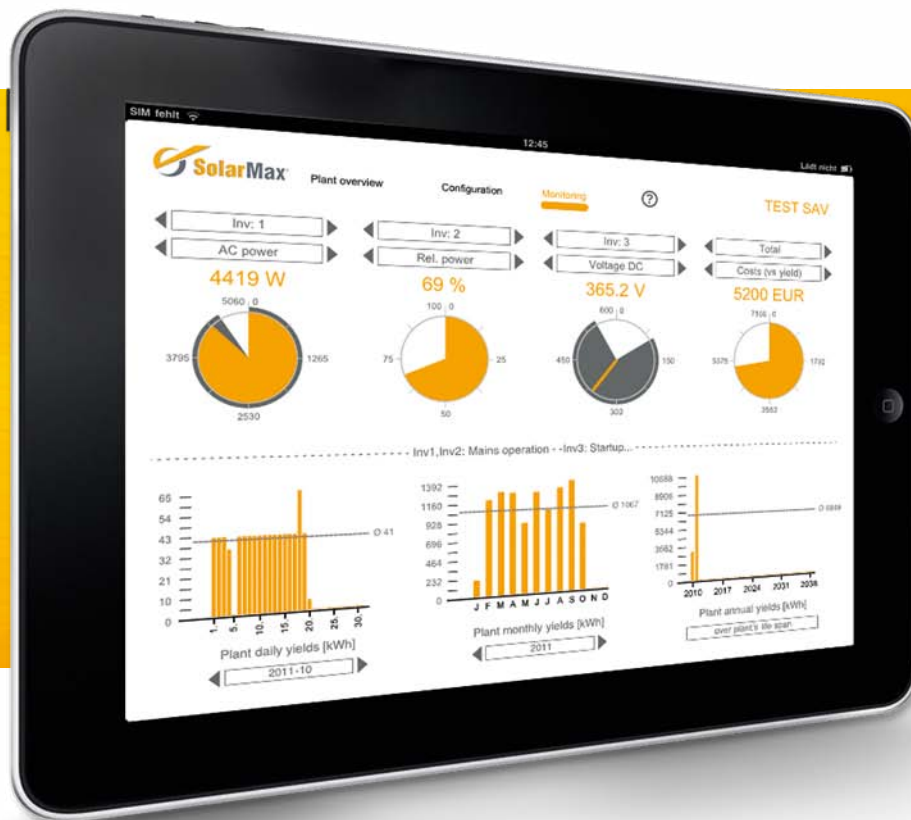 SIM fehlt
12:45
Lädt nicht
SolarMax
Plant overview
Configuration
Monitoring
?
TEST SAV
Inv: 1
AC power
4419 W
5060
0
3795
1265
2530
Inv: 2
Rel. power
69 %
100
0
75
25
50
Inv: 3
Voltage DC
365.2 V
600
0
450
150
Total
Costs (vs yield)
5200 EUR
0
Inv1,Inv2: Mains operation - -Inv3: Startup...
65
54
43
32
21
10
0
Ø 41
1.
5.
10.
15.
20.
25.
30.
Plant daily yields [kWh]
2011-10
1392
1160
928
696
464
232
0
Ø 1067
J F M A M J J A S O N D
Plant monthly yields [kWh]
2011
8906
7125
5344
1781
0
2010
2017
2024
2031
2038
Plant annual yields [kWh]
over plant's life span